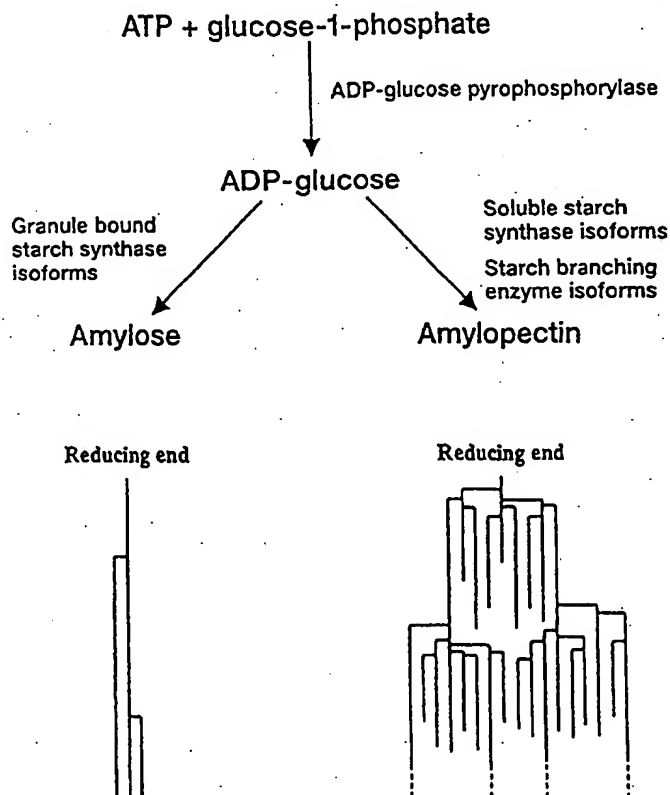 ATP + glucose-1-phosphate
ADP-glucose pyrophosphorylase
ADP-glucose
Granule bound
starch synthase
isoforms
Soluble starch
synthase isoforms
Starch branching
enzyme isoforms
Amylose
Amylopectin
Reducing end
Reducing end